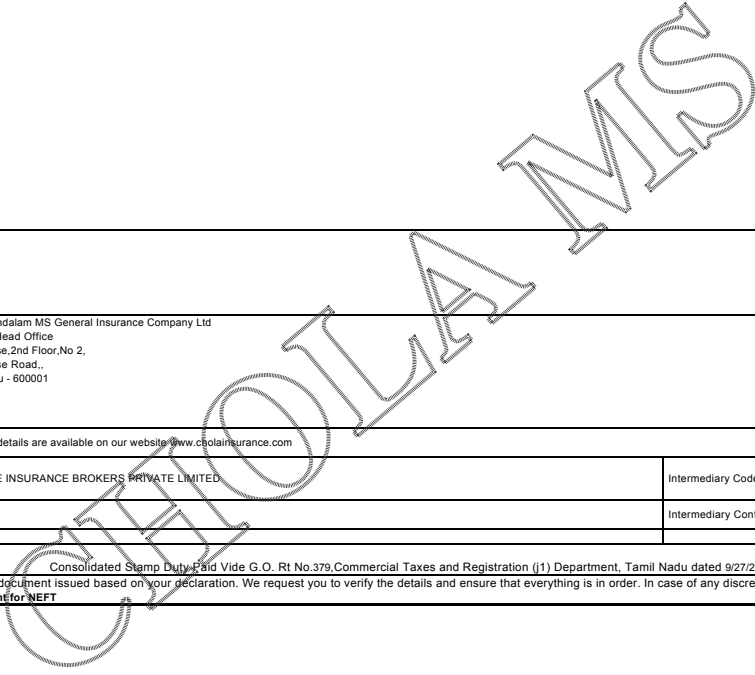 CHOLA MS
ndalam MS General Insurance Company Ltd
Head Office
se,2nd Floor,No 2,
se Road,,
u - 600001
details are available on our website www.cholainsurance.com
E INSURANCE BROKERS PRIVATE LIMITED
Intermediary Code
Intermediary Cont
Consolidated Stamp Duty Paid Vide G.O. Rt No.379,Commercial Taxes and Registration (j1) Department, Tamil Nadu dated 9/27/2
document issued based on your declaration. We request you to verify the details and ensure that everything is in order. In case of any discre
nt for NEFT